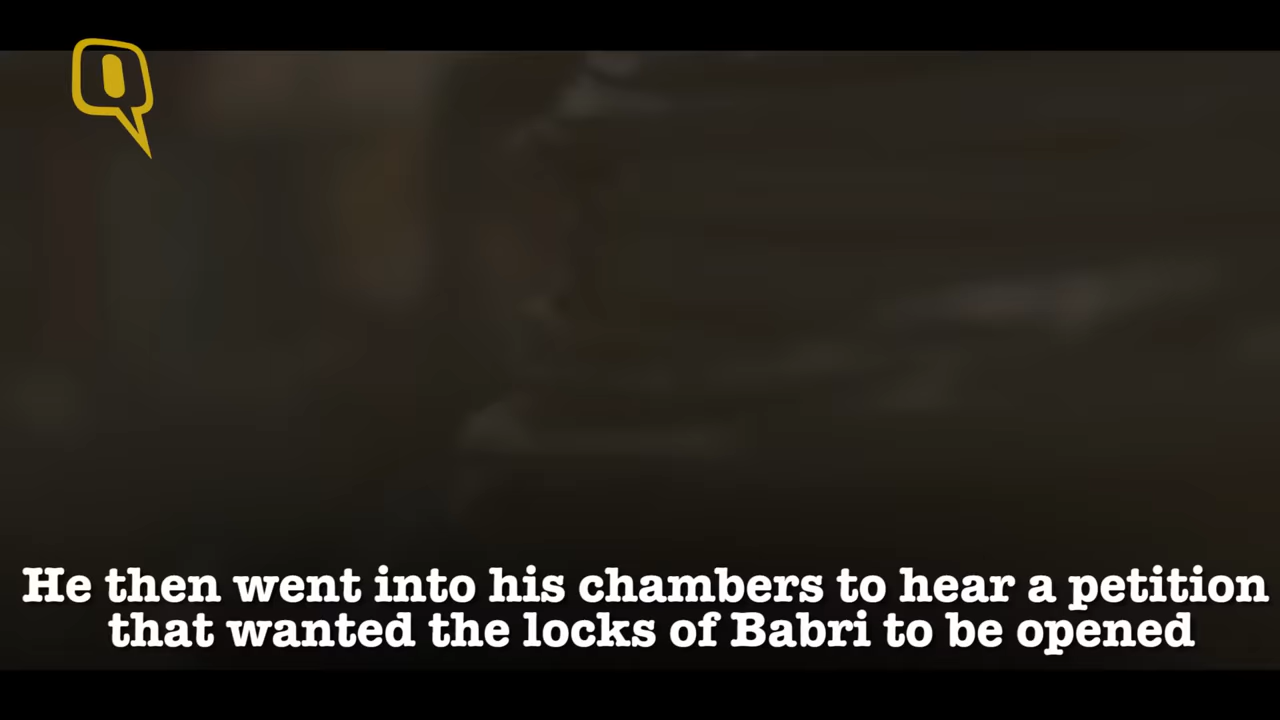 He then went into his chambers to hear a petition
that wanted the locks of Babri to be opened